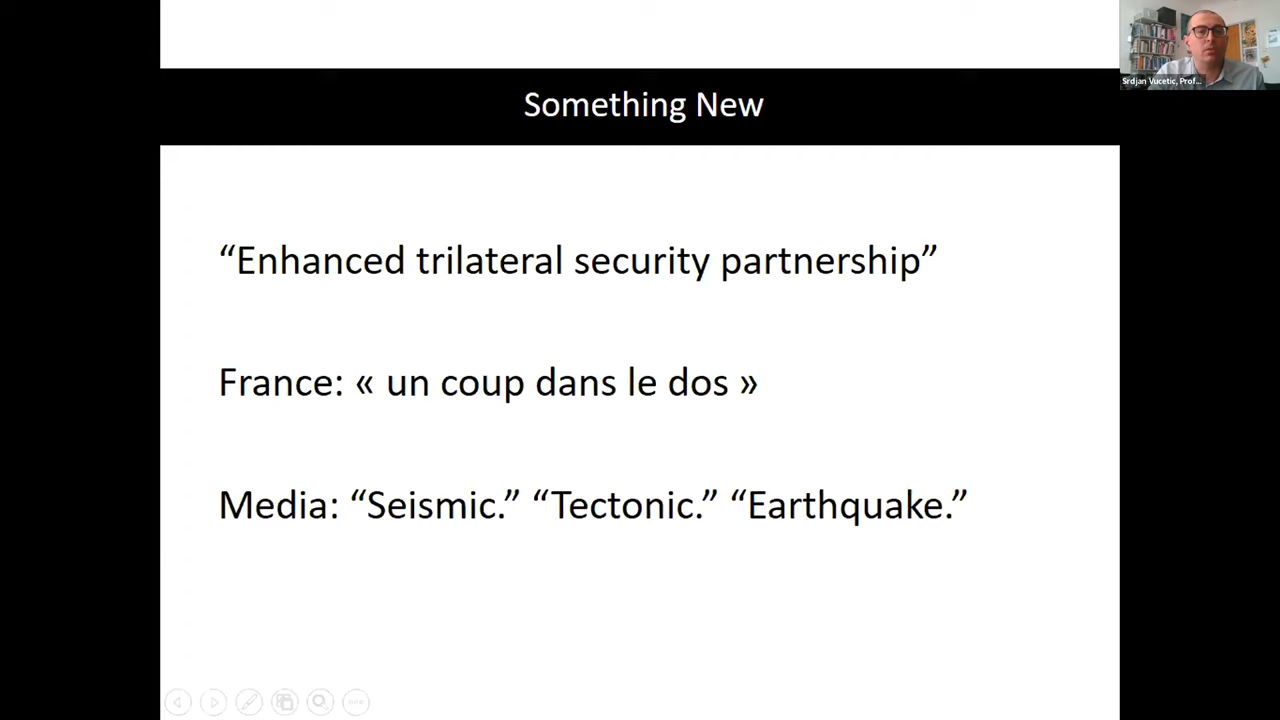 Something New
“Enhanced trilateral security partnership”
France: « un coup dans le dos »
Media: “Seismic.” “Tectonic.” “Earthquake.”
Srdjan Vucetic, Prof...